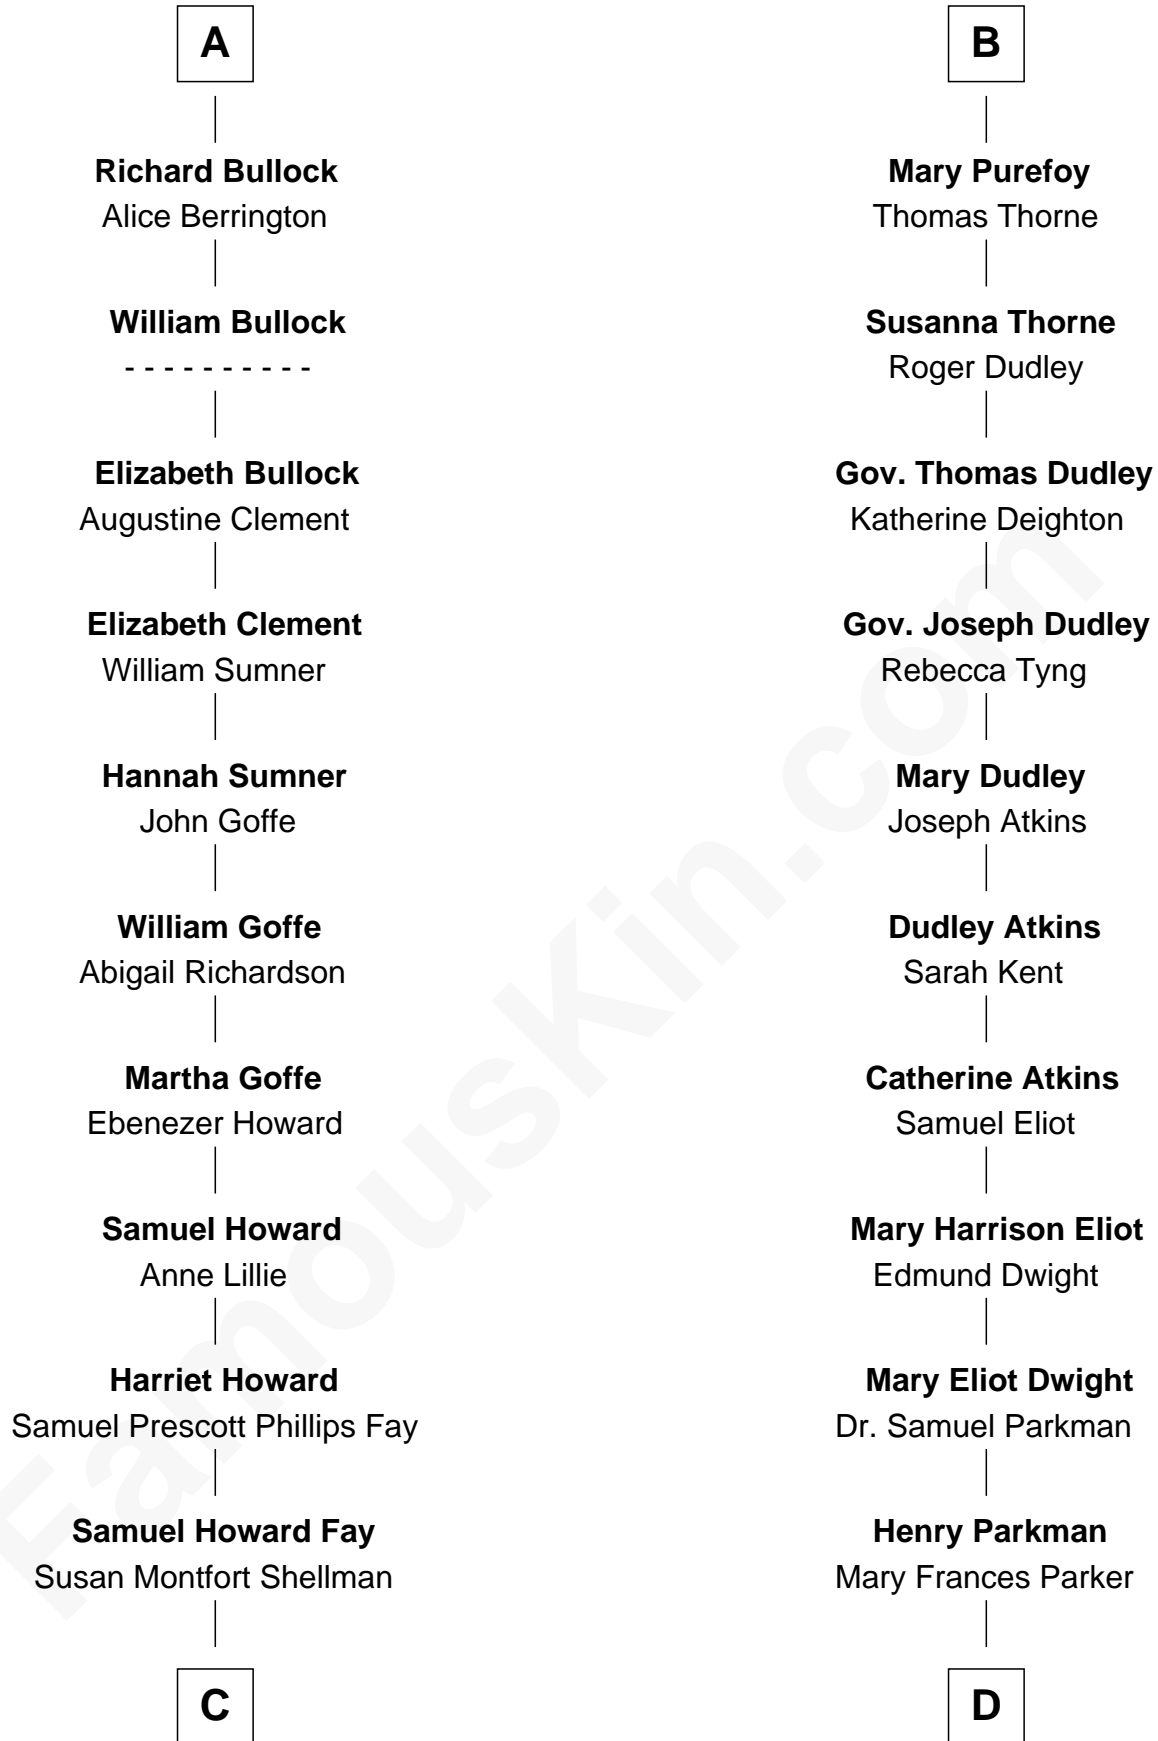 A
Richard Bullock
Alice Berrington
William Bullock
- - - - - - - - - -
Elizabeth Bullock
Augustine Clement
Elizabeth Clement
William Sumner
Hannah Sumner
John Goffe
William Goffe
Abigail Richardson
Martha Goffe
Ebenezer Howard
Samuel Howard
Anne Lillie
Harriet Howard
Samuel Prescott Phillips Fay
Samuel Howard Fay
Susan Montfort Shellman
C
B
Mary Purefoy
Thomas Thorne
Susanna Thorne
Roger Dudley
Gov. Thomas Dudley
Katherine Deighton
Gov. Joseph Dudley
Rebecca Tyng
Mary Dudley
Joseph Atkins
Dudley Atkins
Sarah Kent
Catherine Atkins
Samuel Eliot
Mary Harrison Eliot
Edmund Dwight
Mary Eliot Dwight
Dr. Samuel Parkman
Henry Parkman
Mary Frances Parker
D
FamousKin.com